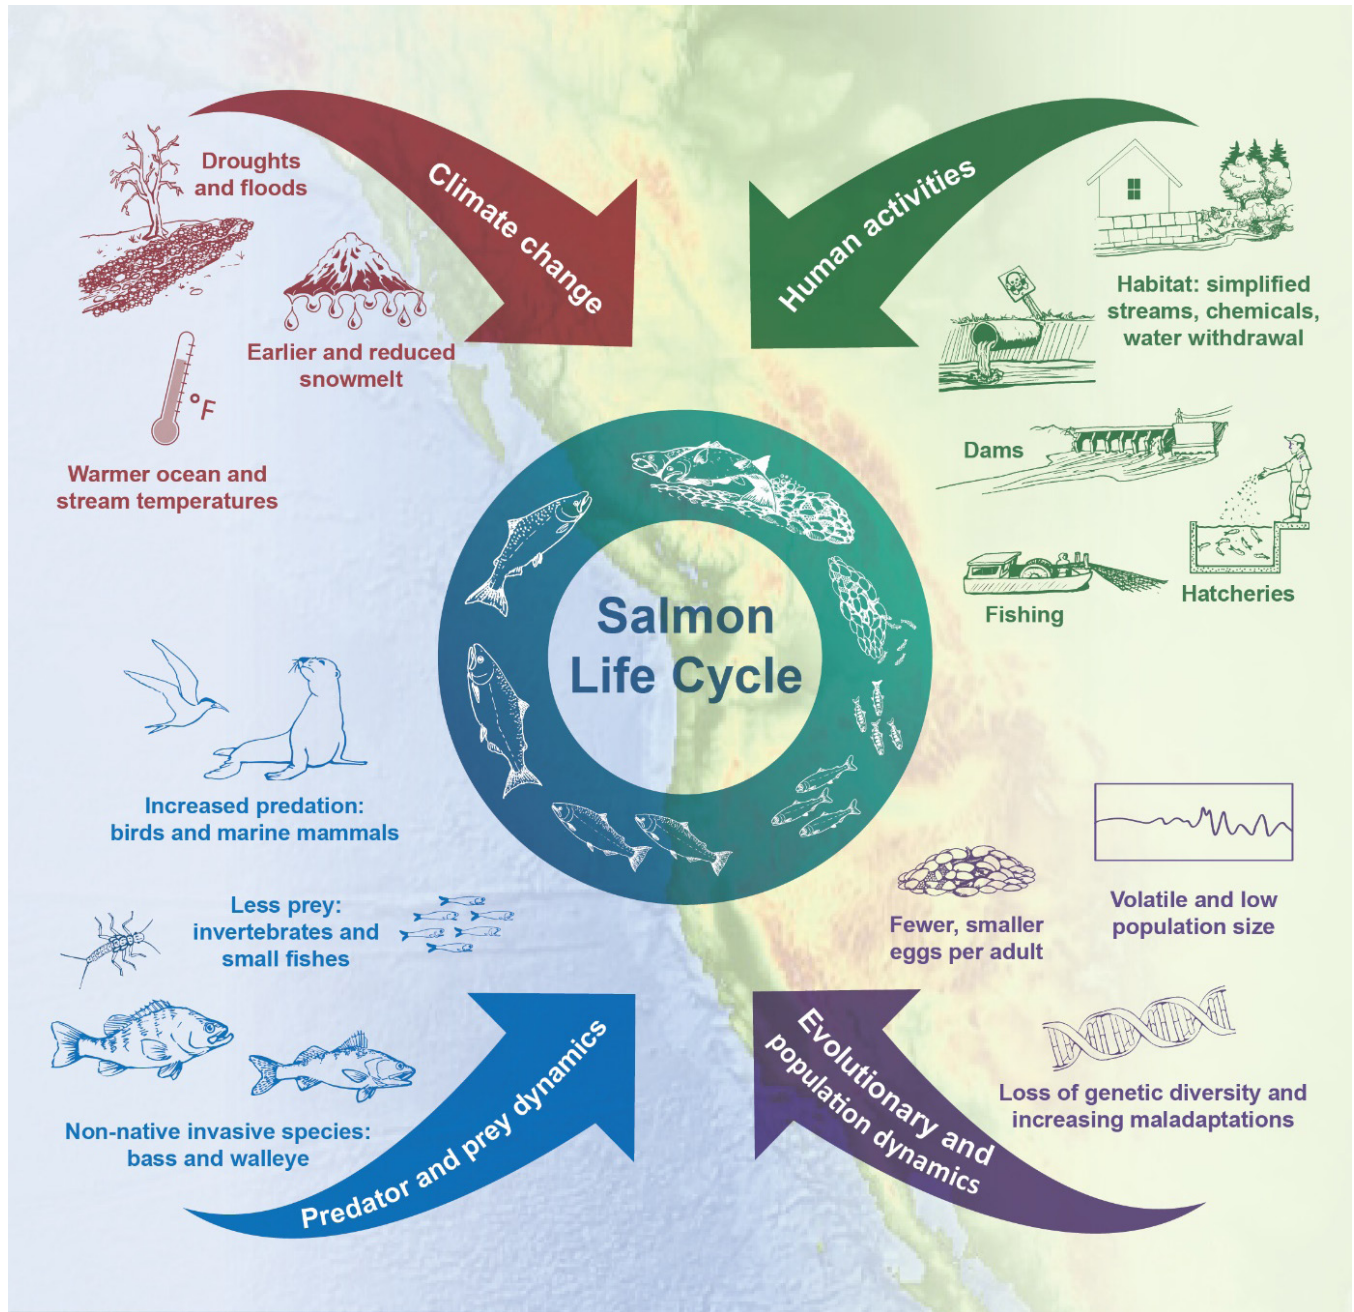 Climate change
Droughts
and floods
Earlier and reduced
snowmelt
°F
Warmer ocean and
stream temperatures
Human activities
Habitat: simplified
streams, chemicals,
water withdrawal
Dams
Hatcheries
Fishing
Salmon
Life Cycle
Increased predation:
birds and marine mammals
Less prey:
invertebrates and
small fishes
Non-native invasive species:
bass and walleye
Predator and prey dynamics
Volatile and low
population size
Fewer, smaller
eggs per adult
Loss of genetic diversity and
increasing maladaptations
Evolutionary and
population dynamics